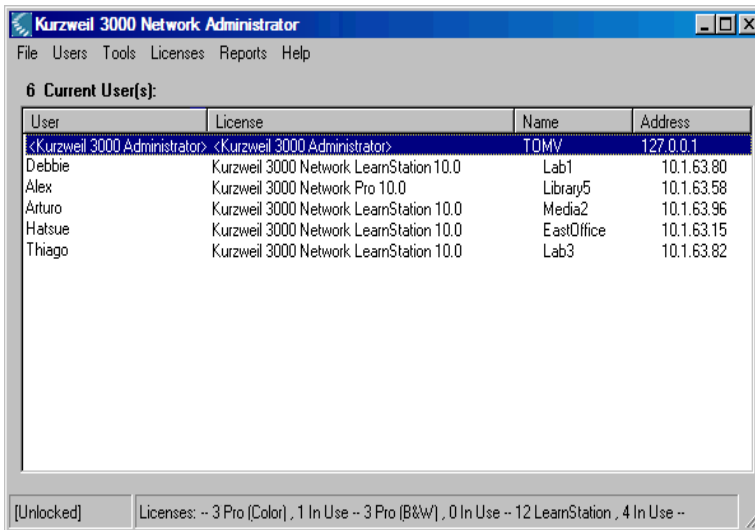 Kurzweil 3000 Network Administrator
File Users Tools Licenses Reports Help
6 Current User(s):
User License Name Address
<Kurzweil 3000 Administrator> <Kurzweil 3000 Administrator> TOMV 127.0.0.1
Debbie Kurzweil 3000 Network LearnStation 10.0 Lab1 10.1.63.80
Alex Kurzweil 3000 Network Pro 10.0 Library5 10.1.63.58
Arturo Kurzweil 3000 Network LearnStation 10.0 Media2 10.1.63.96
Hatsue Kurzweil 3000 Network LearnStation 10.0 EastOffice 10.1.63.15
Thiago Kurzweil 3000 Network LearnStation 10.0 Lab3 10.1.63.82
[Unlocked] Licenses: -- 3 Pro (Color) , 1 In Use -- 3 Pro (B&W) , 0 In Use -- 12 LearnStation , 4 In Use --